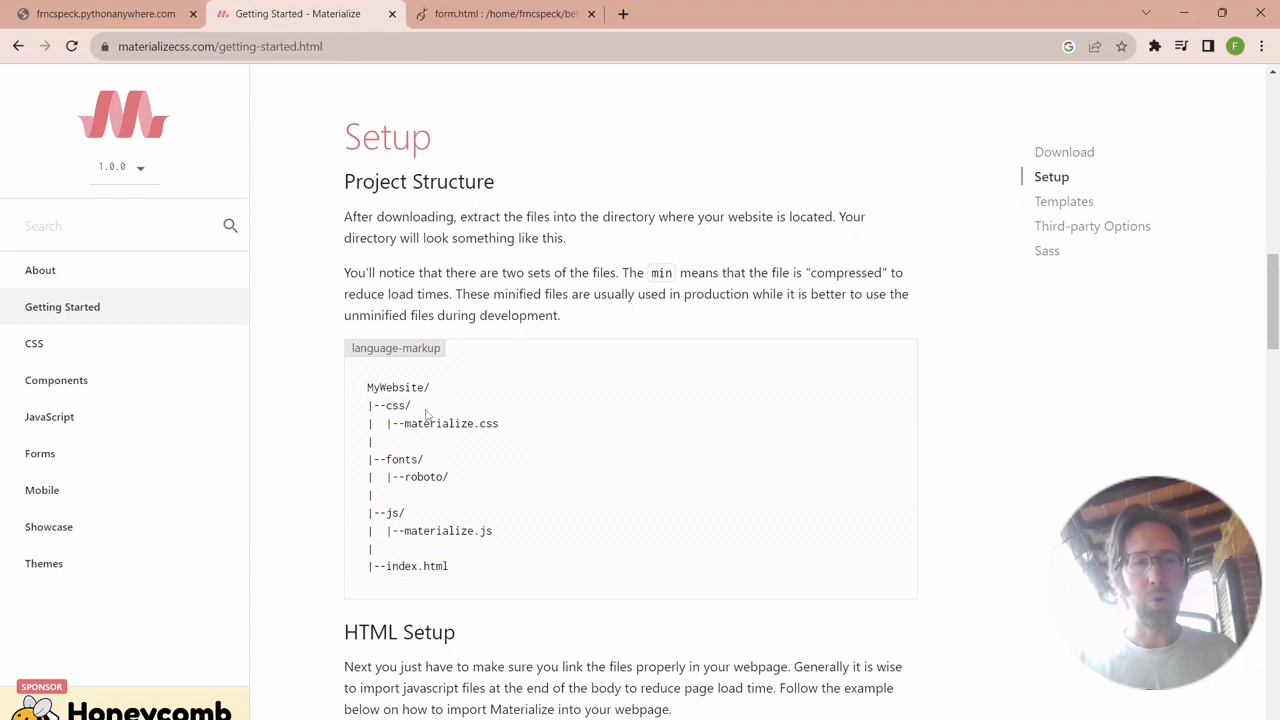 frncspeck.pythonanywhere.com
Getting Started - Materialize
form.html : /home/frncspeck/bet
materializecss.com/getting-started.html
F
1.0.0
Search
About
Getting Started
CSS
Components
JavaScript
Forms
Mobile
Showcase
Themes
SPONSOR
Honeycomb
Setup
Project Structure
After downloading, extract the files into the directory where your website is located. Your
directory will look something like this.
You'll notice that there are two sets of the files. The min means that the file is "compressed" to
reduce load times. These minified files are usually used in production while it is better to use the
unminified files during development.
language-markup
MyWebsite/
|--css/
| |--materialize.css
|
|--fonts/
| |--roboto/
|
|--js/
| |--materialize.js
|
|--index.html
HTML Setup
Next you just have to make sure you link the files properly in your webpage. Generally it is wise
to import javascript files at the end of the body to reduce page load time. Follow the example
below on how to import Materialize into your webpage.
Download
Setup
Templates
Third-party Options
Sass